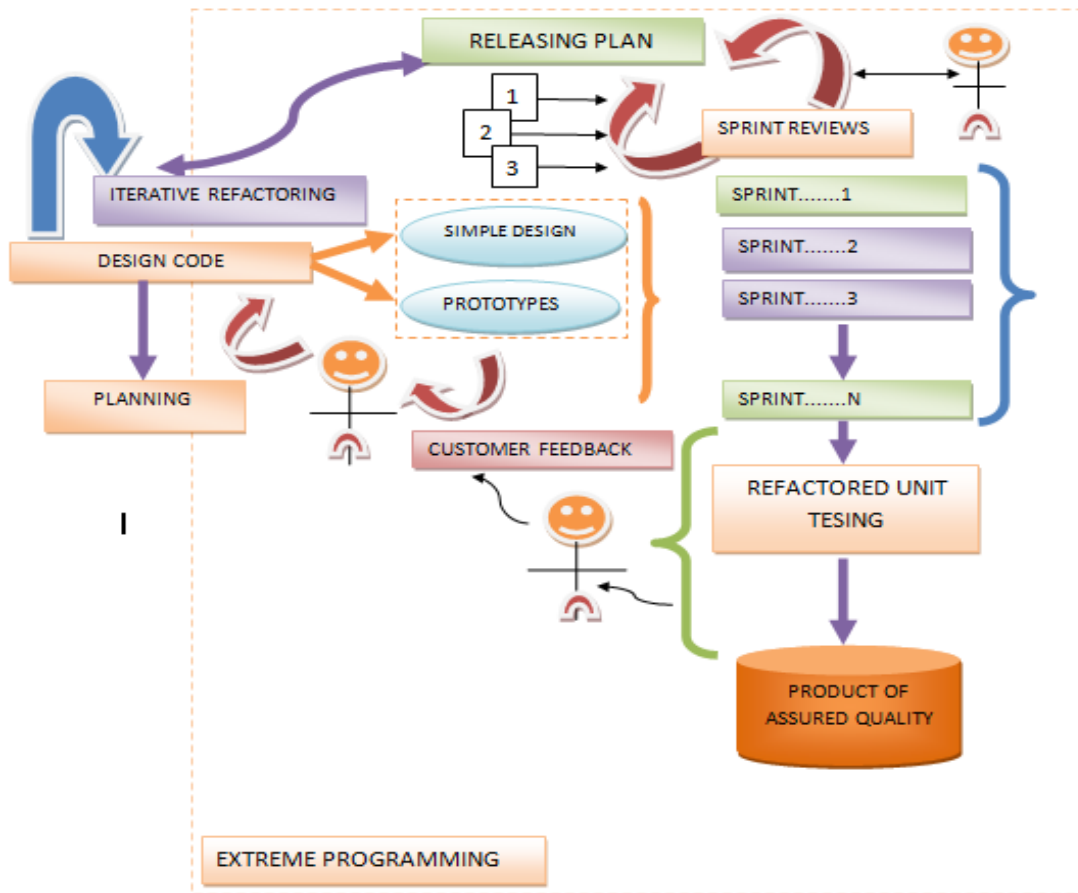 RELEASING PLAN
1
2
3
SPRINT REVIEWS
ITERATIVE REFACTORING
SPRINT.......1
SIMPLE DESIGN
DESIGN CODE
SPRINT.......2
PROTOTYPES
SPRINT.......3
PLANNING
SPRINT.......N
CUSTOMER FEEDBACK
REFACTORED UNIT
TESING
I
PRODUCT OF
ASSURED QUALITY
EXTREME PROGRAMMING